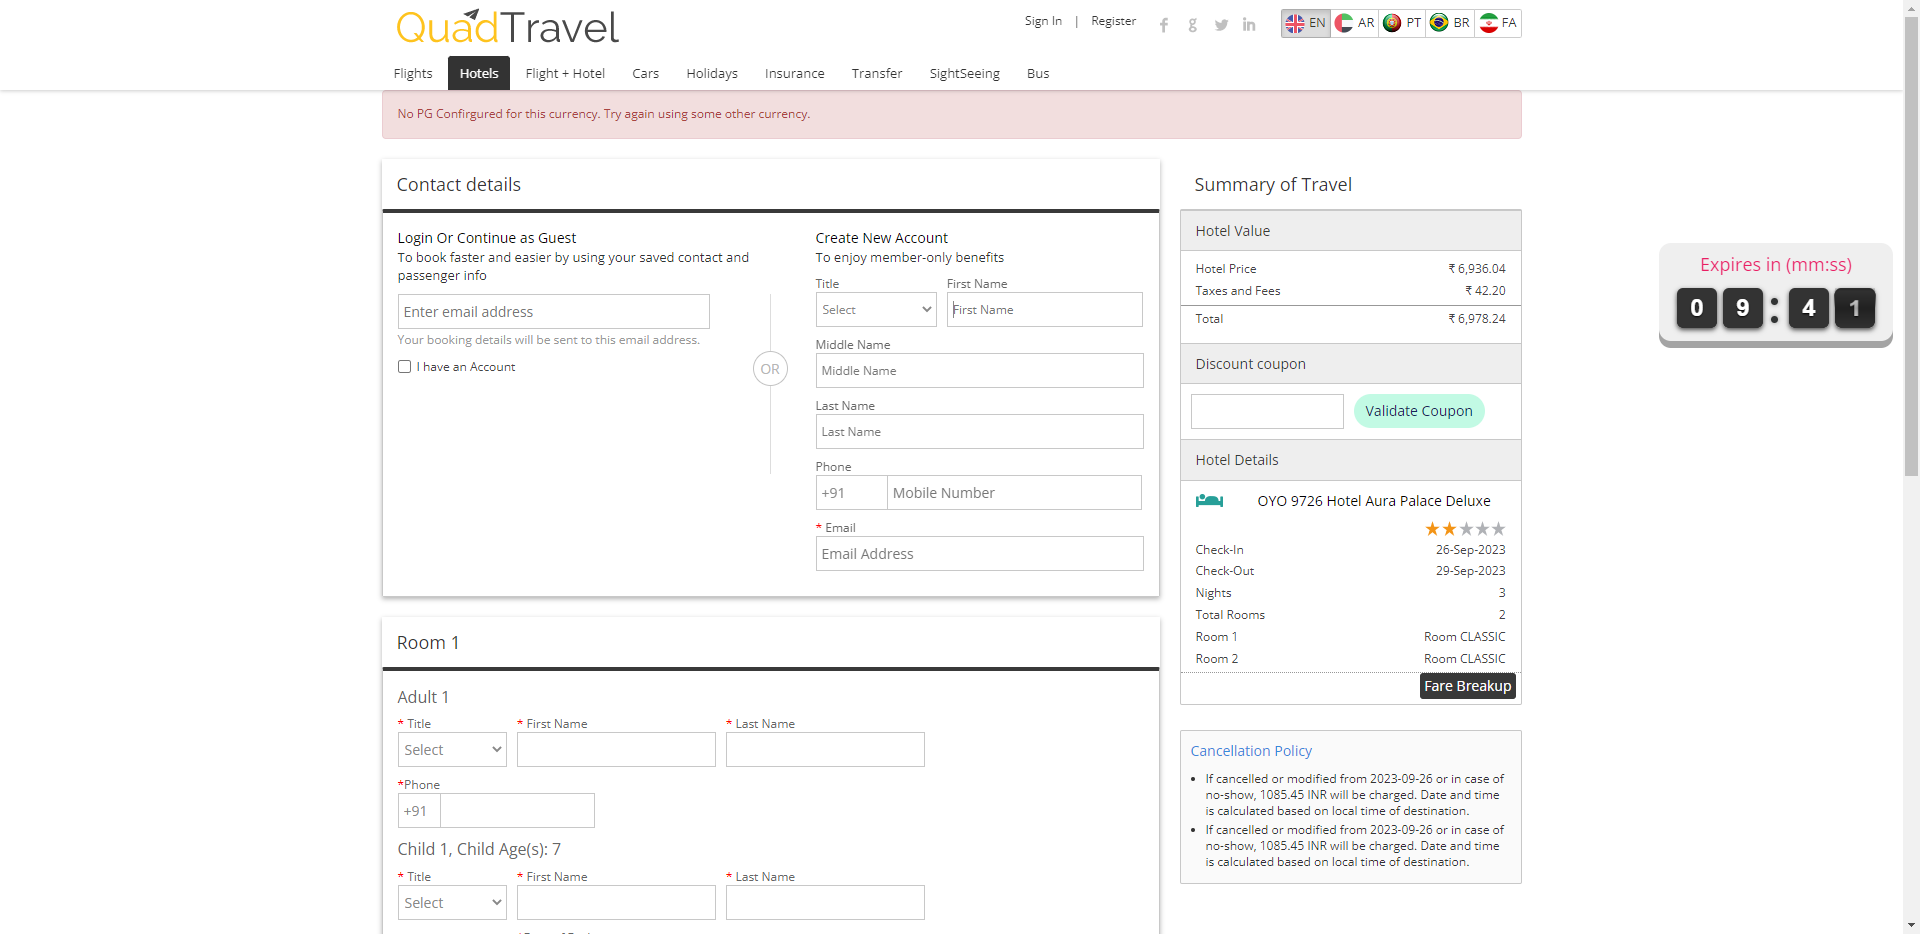 QuadTravel
Sign In | Register
EN AR PT BR FA
Flights Hotels Flight + Hotel Cars Holidays Insurance Transfer SightSeeing Bus
No PG Confirgured for this currency. Try again using some other currency.
Contact details
Login Or Continue as Guest
To book faster and easier by using your saved contact and
passenger info
Enter email address
Your booking details will be sent to this email address.
I have an Account
OR
Create New Account
To enjoy member-only benefits
Title First Name
Select First Name
Middle Name
Middle Name
Last Name
Last Name
Phone
+91 Mobile Number
* Email
Email Address
Room 1
Adult 1
* Title * First Name * Last Name
Select
*Phone
+91
Child 1, Child Age(s): 7
* Title * First Name * Last Name
Select
Summary of Travel
Hotel Value
Hotel Price ₹ 6,936.04
Taxes and Fees ₹ 42.20
Total ₹ 6,978.24
Discount coupon
Validate Coupon
Hotel Details
OYO 9726 Hotel Aura Palace Deluxe
Check-In 26-Sep-2023
Check-Out 29-Sep-2023
Nights 3
Total Rooms 2
Room 1 Room CLASSIC
Room 2 Room CLASSIC
Fare Breakup
Cancellation Policy
• If cancelled or modified from 2023-09-26 or in case of
no-show, 1085.45 INR will be charged. Date and time
is calculated based on local time of destination.
• If cancelled or modified from 2023-09-26 or in case of
no-show, 1085.45 INR will be charged. Date and time
is calculated based on local time of destination.
Expires in (mm:ss)
09:41